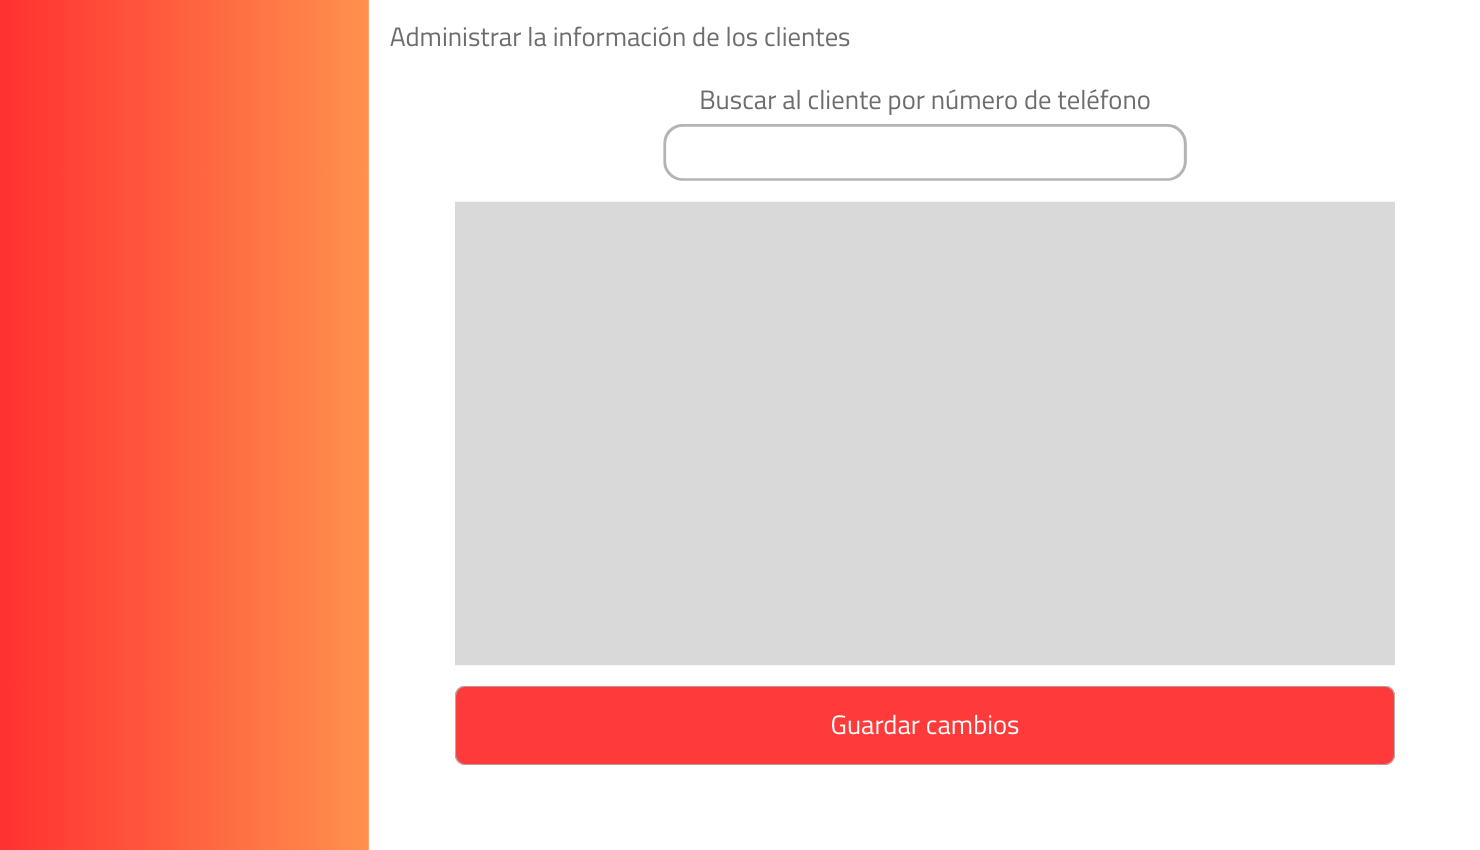 Administrar la información de los clientes
Buscar al cliente por número de teléfono
Guardar cambios